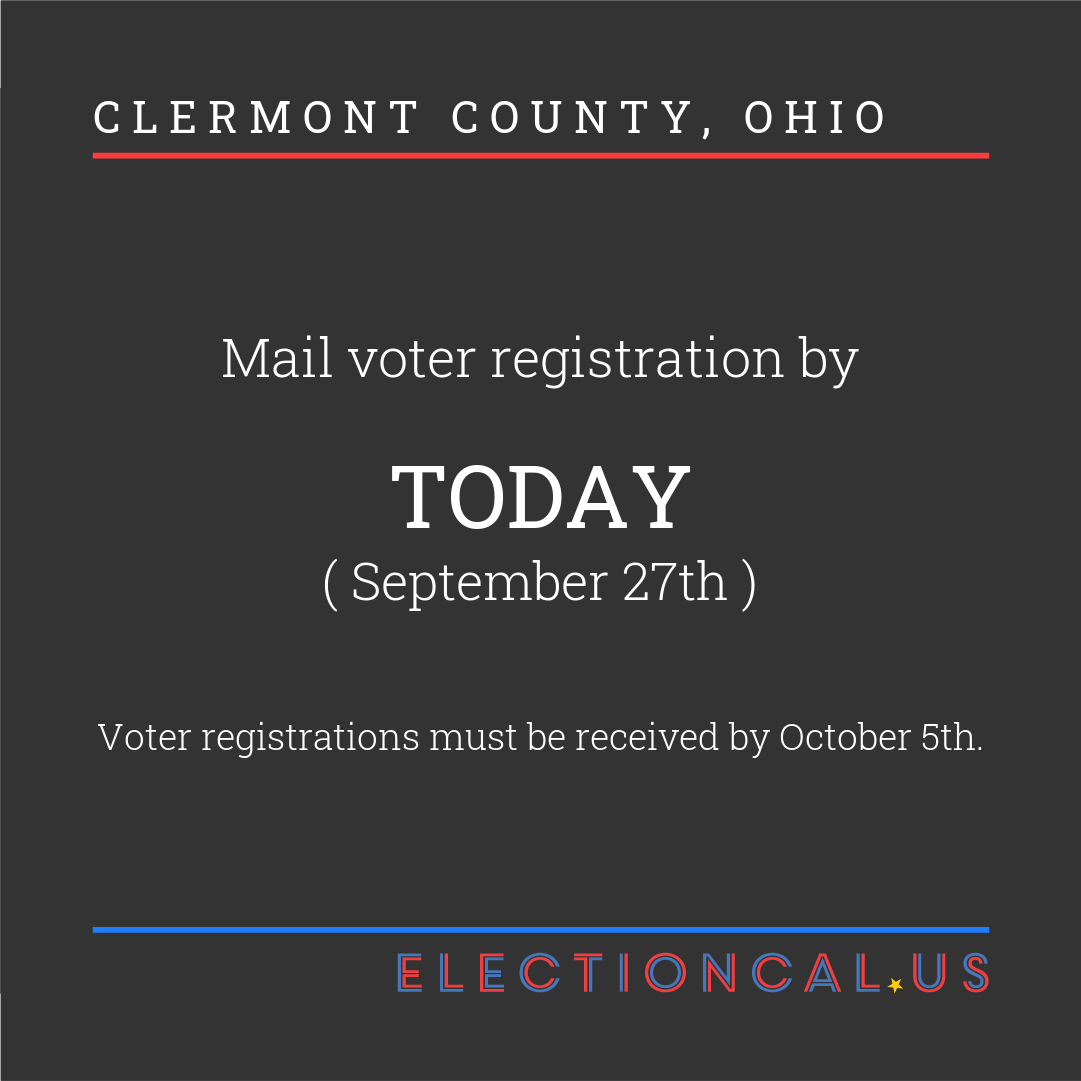 CLERMONT COUNTY, OHIO
Mail voter registration by
TODAY
( September 27th )
Voter registrations must be received by October 5th.
ELECTIONCAL.US